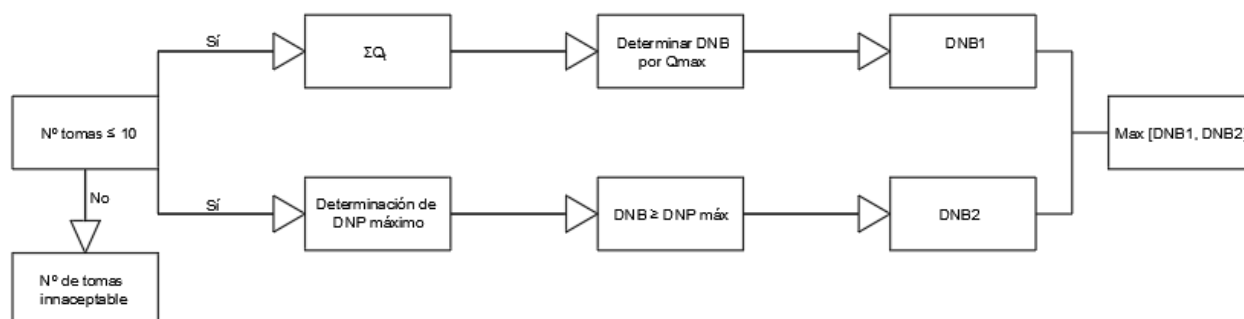 Sí
ΣQt
Determinar DNB
por Qmax
DNB1
Nº tomas ≤ 10
Max [DNB1, DNB2]
No
Sí
Determinación de
DNP máximo
DNB ≥ DNP máx
DNB2
Nº de tomas
innaceptable